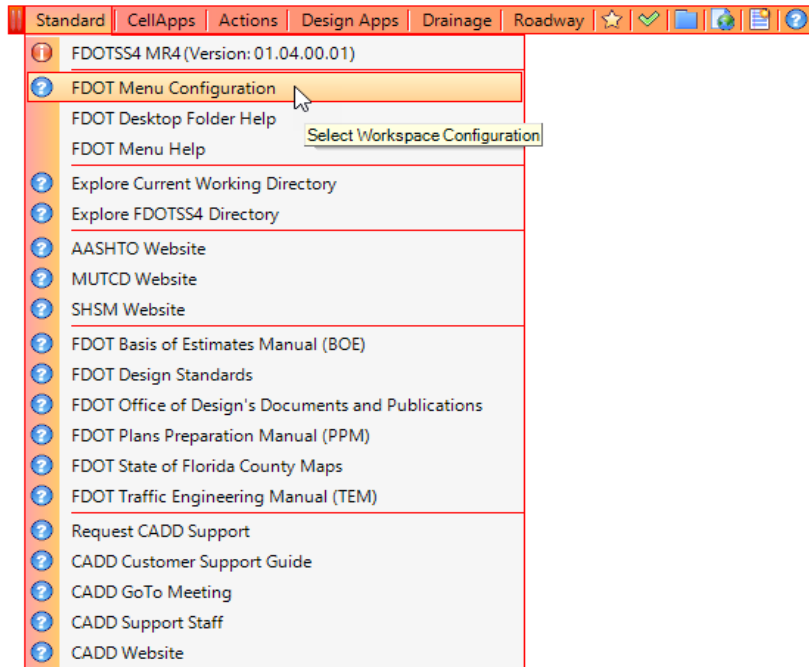 Standard CellApps Actions Design Apps Drainage Roadway
FDOTSS4 MR4 (Version: 01.04.00.01)
FDOT Menu Configuration
FDOT Desktop Folder Help
Select Workspace Configuration
FDOT Menu Help
Explore Current Working Directory
Explore FDOTSS4 Directory
AASHTO Website
MUTCD Website
SHSM Website
FDOT Basis of Estimates Manual (BOE)
FDOT Design Standards
FDOT Office of Design's Documents and Publications
FDOT Plans Preparation Manual (PPM)
FDOT State of Florida County Maps
FDOT Traffic Engineering Manual (TEM)
Request CADD Support
CADD Customer Support Guide
CADD GoTo Meeting
CADD Support Staff
CADD Website